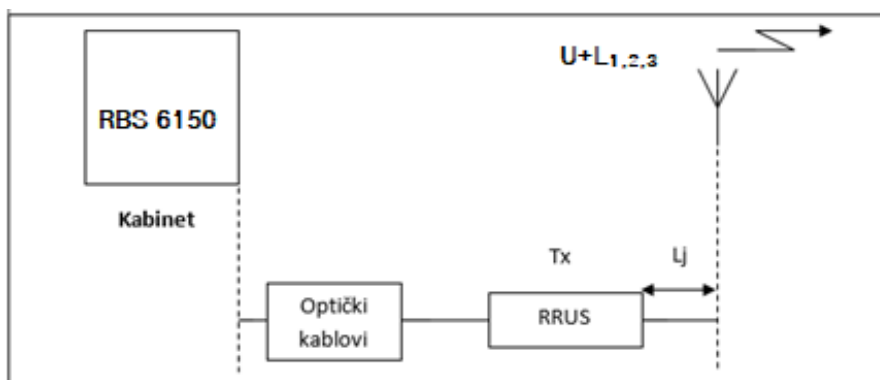 U+L1,2,3
RBS 6150
Kabinet
Tx
Lj
Optički
kablovi
RRUS